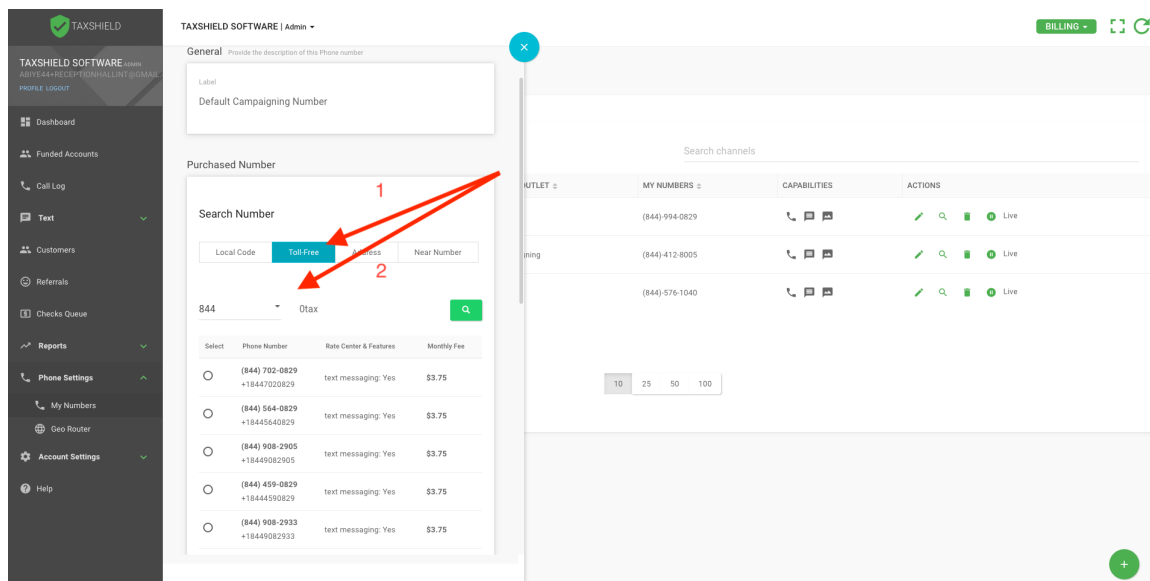 TAXSHIELD
TAXSHIELD SOFTWARE ADMIN
ABIYE44+RECEPTIONHALLINT@GMAIL
PROFILE LOGOUT
Dashboard
Funded Accounts
Call Log
Text
Customers
Referrals
Checks Queue
Reports
Phone Settings
My Numbers
Geo Router
Account Settings
Help
TAXSHIELD SOFTWARE | Admin
BILLING
General Provide the description of this Phone number
Label
Default Campaigning Number
Purchased Number
1
Search Number
Local Code Toll-Free Address Near Number
2
844 0tax
Select Phone Number Rate Center & Features Monthly Fee
(844) 702-0829
+18447020829 text messaging: Yes $3.75
(844) 564-0829
+18445640829 text messaging: Yes $3.75
(844) 908-2905
+18449082905 text messaging: Yes $3.75
(844) 459-0829
+18444590829 text messaging: Yes $3.75
(844) 908-2933
+18449082933 text messaging: Yes $3.75
Search channels
OUTLET MY NUMBERS CAPABILITIES ACTIONS
(844)-994-0829 Live
ning (844)-412-8005 Live
(844)-576-1040 Live
10 25 50 100